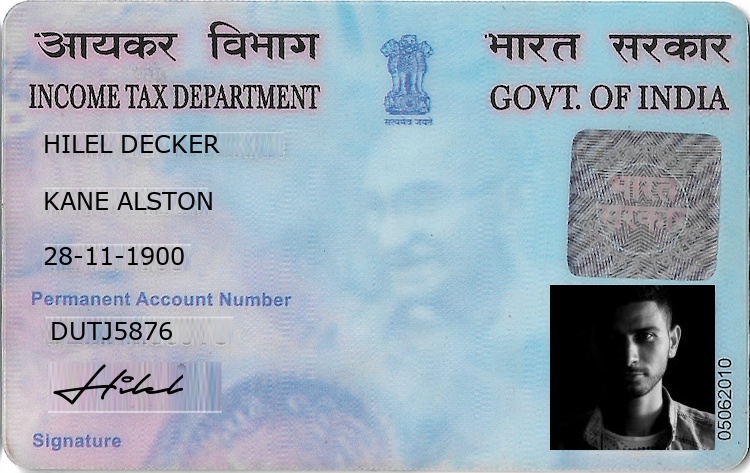 आयकर विभाग
भारत सरकार
INCOME TAX DEPARTMENT
GOVT. OF INDIA
सत्यमेव जयते
HILEL DECKER
भारत
सरकार
KANE ALSTON
28-11-1900
Permanent Account Number
DUTJ5876
Hilel
Signature
05062010